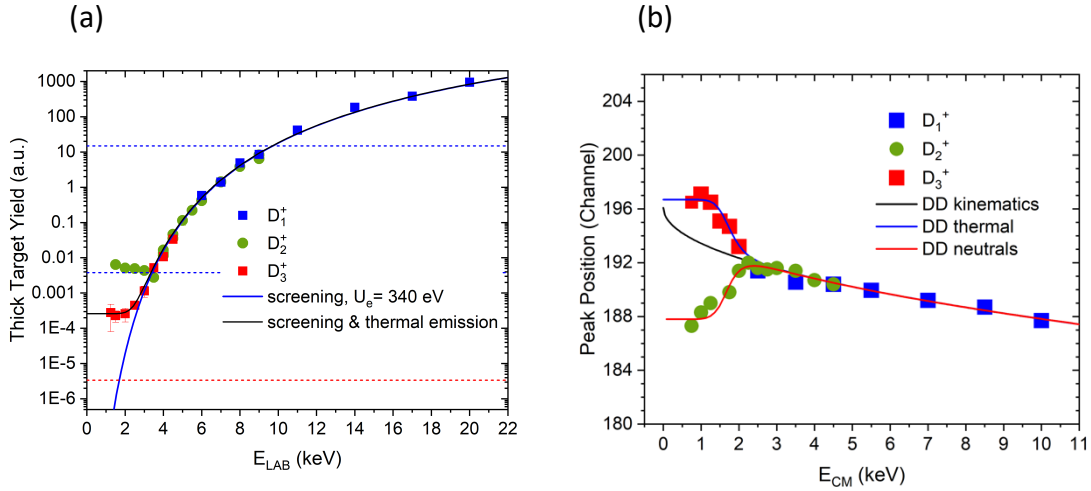 (a)
Thick Target Yield (a.u.)
1000
100
10
1
0.1
0.01
0.001
1E-4
1E-5
1E-6
D₁⁺
D₂⁺
D₃⁺
screening, Uₑ= 340 eV
screening & thermal emission
0 2 4 6 8 10 12 14 16 18 20 22
E_LAB (keV)
(b)
Peak Position (Channel)
204
200
196
192
188
184
180
D₁⁺
D₂⁺
D₃⁺
DD kinematics
DD thermal
DD neutrals
0 1 2 3 4 5 6 7 8 9 10 11
E_CM (keV)